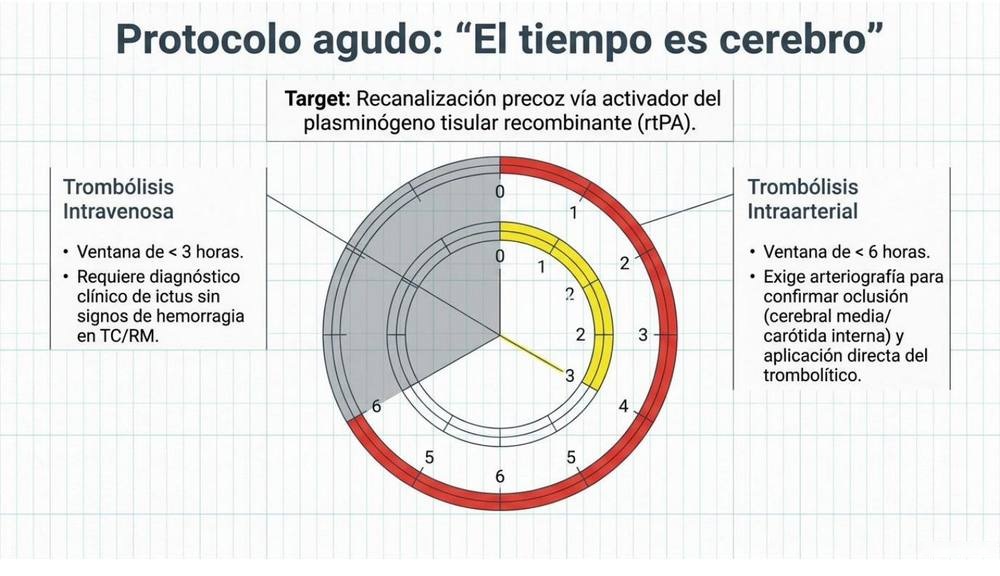 Protocolo agudo: “El tiempo es cerebro”
Target: Recanalización precoz vía activador del
plasminógeno tisular recombinante (rtPA).
Trombólisis
Intravenosa
• Ventana de < 3 horas.
• Requiere diagnóstico
clínico de ictus sin
signos de hemorragia
en TC/RM.
0
1
2
3
4
5
6
5
6
0
1
2
2
3
Trombólisis
Intraarterial
• Ventana de < 6 horas.
• Exige arteriografía para
confirmar oclusión
(cerebral media/
carótida interna) y
aplicación directa del
trombolítico.